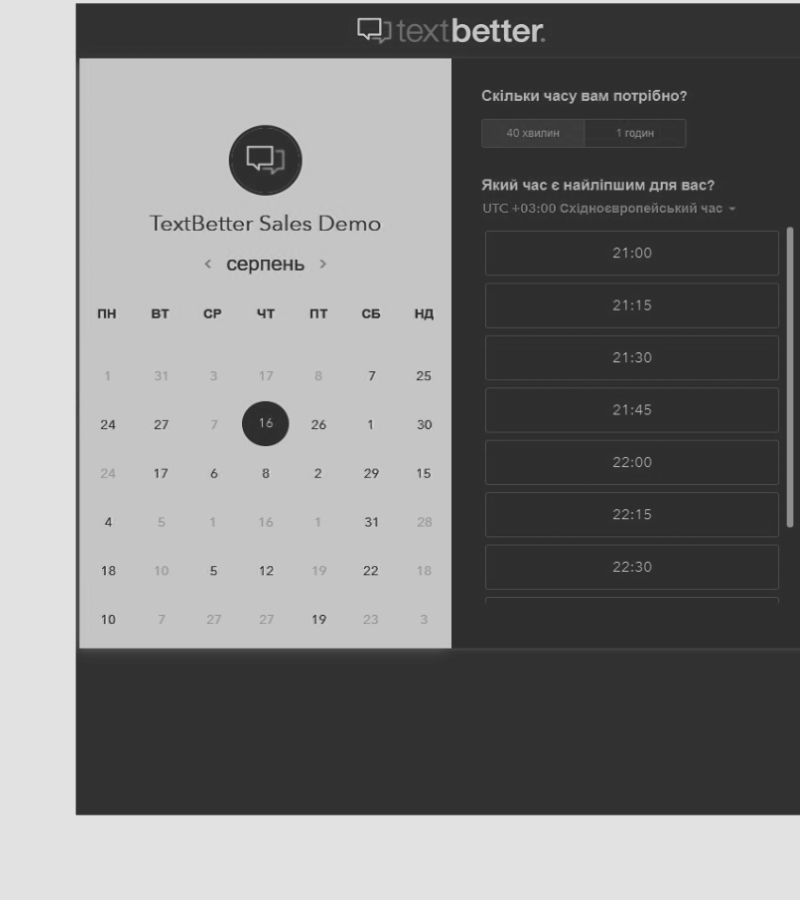 textbetter.
TextBetter Sales Demo
серпень
ПН ВТ СР ЧТ ПТ СБ НД
1 31 3 17 8 7 25
24 27 7 16 26 1 30
24 17 6 8 2 29 15
4 5 1 16 1 31 28
18 10 5 12 19 22 18
10 7 27 27 19 23 3
Скільки часу вам потрібно?
40 хвилин 1 годин
Який час є найліпшим для вас?
UTC +03:00 Східноєвропейський час
21:00
21:15
21:30
21:45
22:00
22:15
22:30